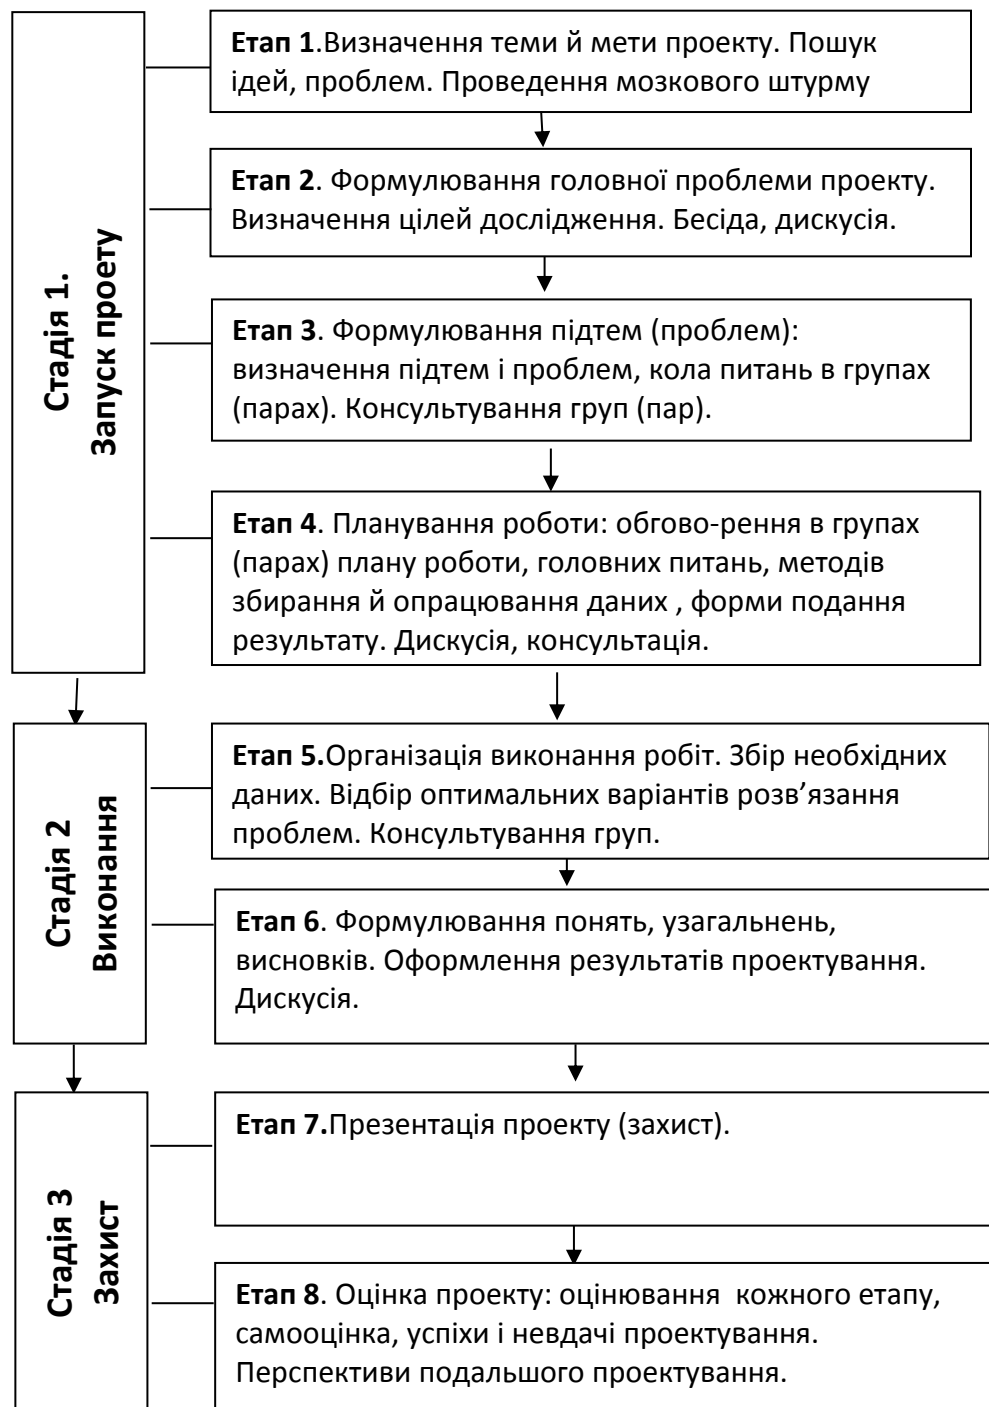 Стадія 1.
Запуск проету
Етап 1.Визначення теми й мети проекту. Пошук
ідей, проблем. Проведення мозкового штурму
Етап 2. Формулювання головної проблеми проекту.
Визначення цілей дослідження. Бесіда, дискусія.
Етап 3. Формулювання підтем (проблем):
визначення підтем і проблем, кола питань в групах
(парах). Консультування груп (пар).
Етап 4. Планування роботи: обгово-рення в групах
(парах) плану роботи, головних питань, методів
збирання й опрацювання даних , форми подання
результату. Дискусія, консультація.
Стадія 2
Виконання
Етап 5.Організація виконання робіт. Збір необхідних
даних. Відбір оптимальних варіантів розв’язання
проблем. Консультування груп.
Етап 6. Формулювання понять, узагальнень,
висновків. Оформлення результатів проектування.
Дискусія.
Стадія 3
Захист
Етап 7.Презентація проекту (захист).
Етап 8. Оцінка проекту: оцінювання  кожного етапу,
самооцінка, успіхи і невдачі проектування.
Перспективи подальшого проектування.